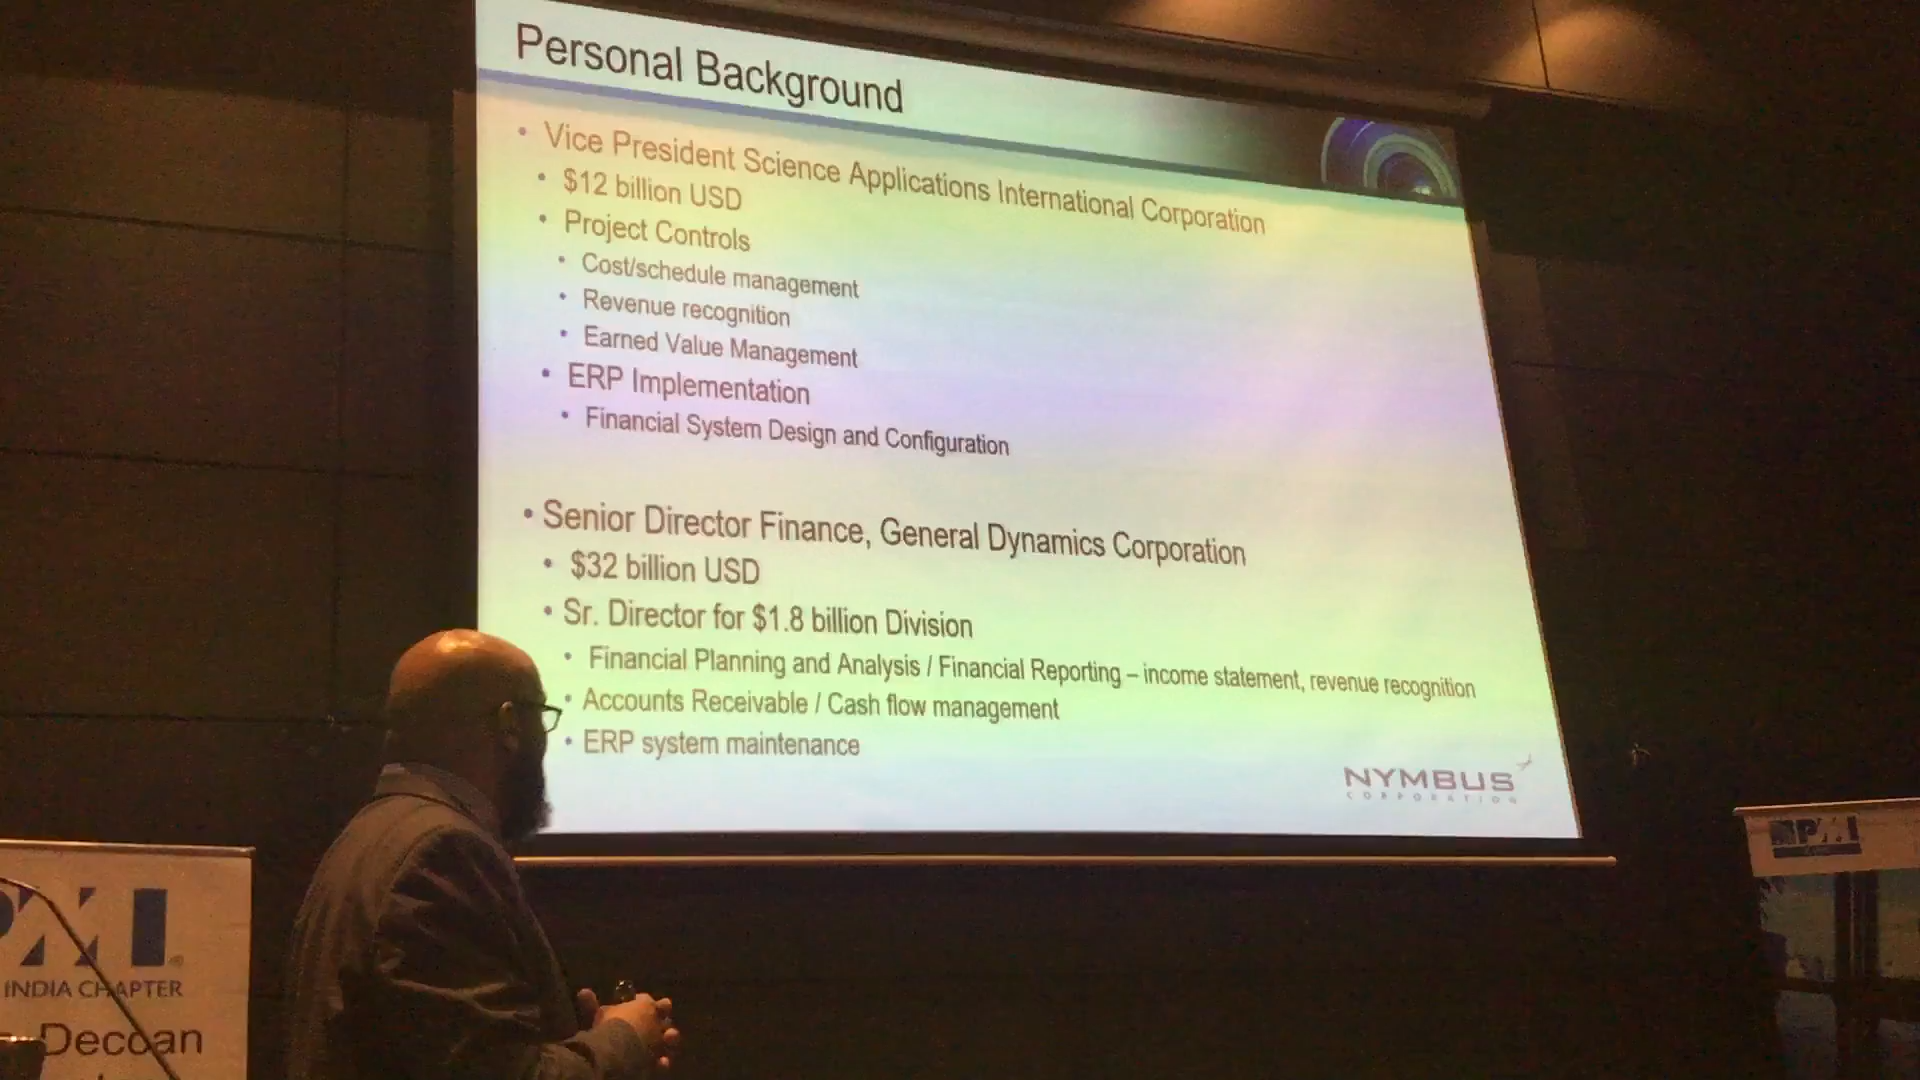 Personal Background
• Vice President Science Applications International Corporation
• $12 billion USD
• Project Controls
• Cost/schedule management
• Revenue recognition
• Earned Value Management
• ERP Implementation
• Financial System Design and Configuration
• Senior Director Finance, General Dynamics Corporation
• $32 billion USD
• Sr. Director for $1.8 billion Division
• Financial Planning and Analysis / Financial Reporting – income statement, revenue recognition
• Accounts Receivable / Cash flow management
• ERP system maintenance
NYMBUS
CORPORATION
PMI
INDIA CHAPTER
Deccan
PMI